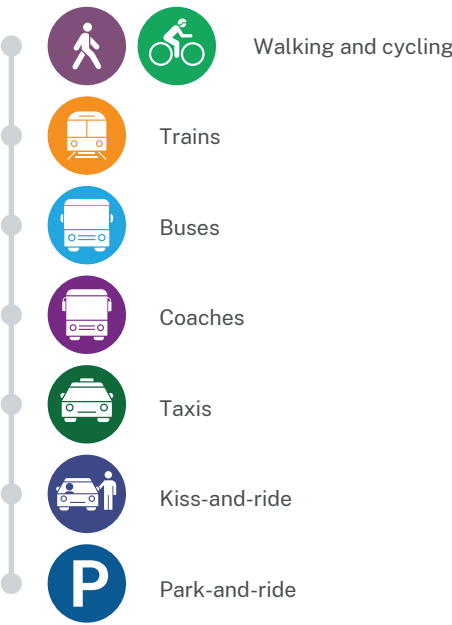 Walking and cycling
Trains
Buses
Coaches
Taxis
Kiss-and-ride
P
Park-and-ride